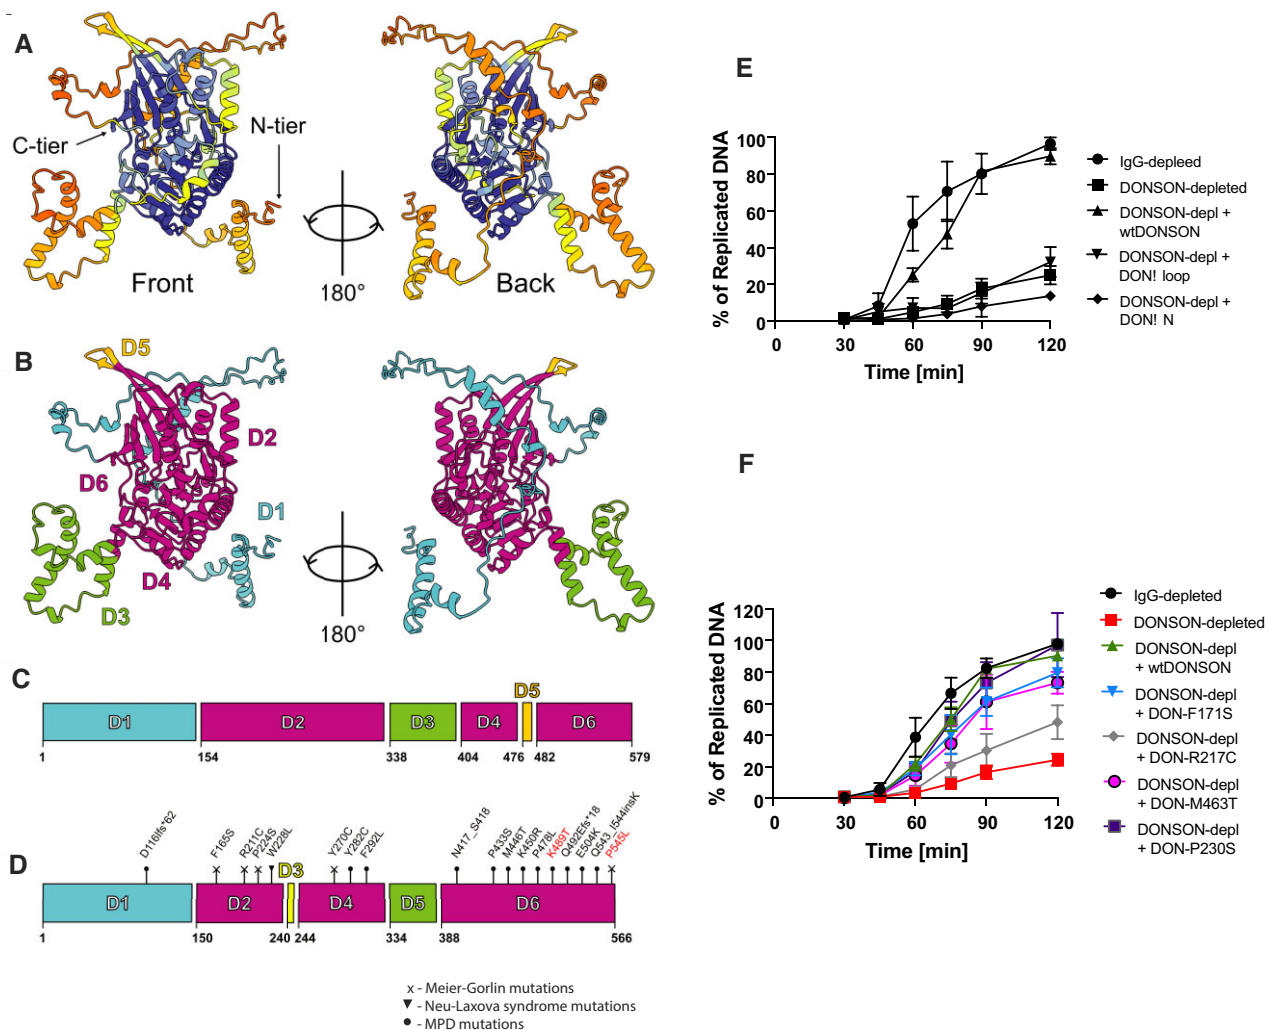 A
C-tier
N-tier
Front
180°
Back
B
D5
D2
D6
D1
D4
D3
180°
C
D1
D2
D3
D4
D5
D6
1
154
338
404
476
482
579
D
D116Ifs*62
F165S
R211C
P224S
W228L
Y270C
Y282C
F292L
N417_S418
P433S
M446T
K450R
P478L
K489T
Q492Efs*18
E504K
Q543_I544insK
P545L
D1
D2
D3
D4
D5
D6
1
150
240
244
334
388
566
x - Meier-Gorlin mutations
▼ - Neu-Laxova syndrome mutations
● - MPD mutations
E
% of Replicated DNA
100
80
60
40
20
0
0
30
60
90
120
Time [min]
IgG-depleed
DONSON-depleted
DONSON-depl +
wtDONSON
DONSON-depl +
DON! loop
DONSON-depl +
DON! N
F
% of Replicated DNA
120
100
80
60
40
20
0
0
30
60
90
120
Time [min]
IgG-depleted
DONSON-depleted
DONSON-depl
+ wtDONSON
DONSON-depl
+ DON-F171S
DONSON-depl
+ DON-R217C
DONSON-depl
+ DON-M463T
DONSON-depl
+ DON-P230S